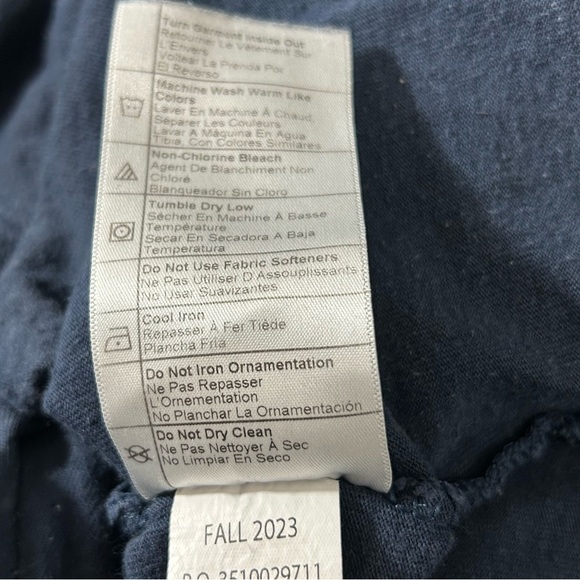 Turn Garment Inside Out
Retourner Le Vêtement Sur
L'Envers
Voltear La Prenda Por
El Reverso
Machine Wash Warm Like
Colors
Laver En Machine À Chaud,
Séparer Les Couleurs
Lavar A Máquina En Agua
Tibia, Con Colores Similares
Non-Chlorine Bleach
Agent De Blanchiment Non
Chloré
Blanqueador Sin Cloro
Tumble Dry Low
Sécher En Machine À Basse
Température
Secar En Secadora A Baja
Temperatura
Do Not Use Fabric Softeners
Ne Pas Utiliser D Assouplissants
No Usar Suavizantes
Cool Iron
Repasser À Fer Tiède
Plancha Fria
Do Not Iron Ornamentation
Ne Pas Repasser
L'Ornementation
No Planchar La Ornamentación
Do Not Dry Clean
Ne Pas Nettoyer À Sec
No Limpiar En Seco
FALL 2023
P.O. 3510029711